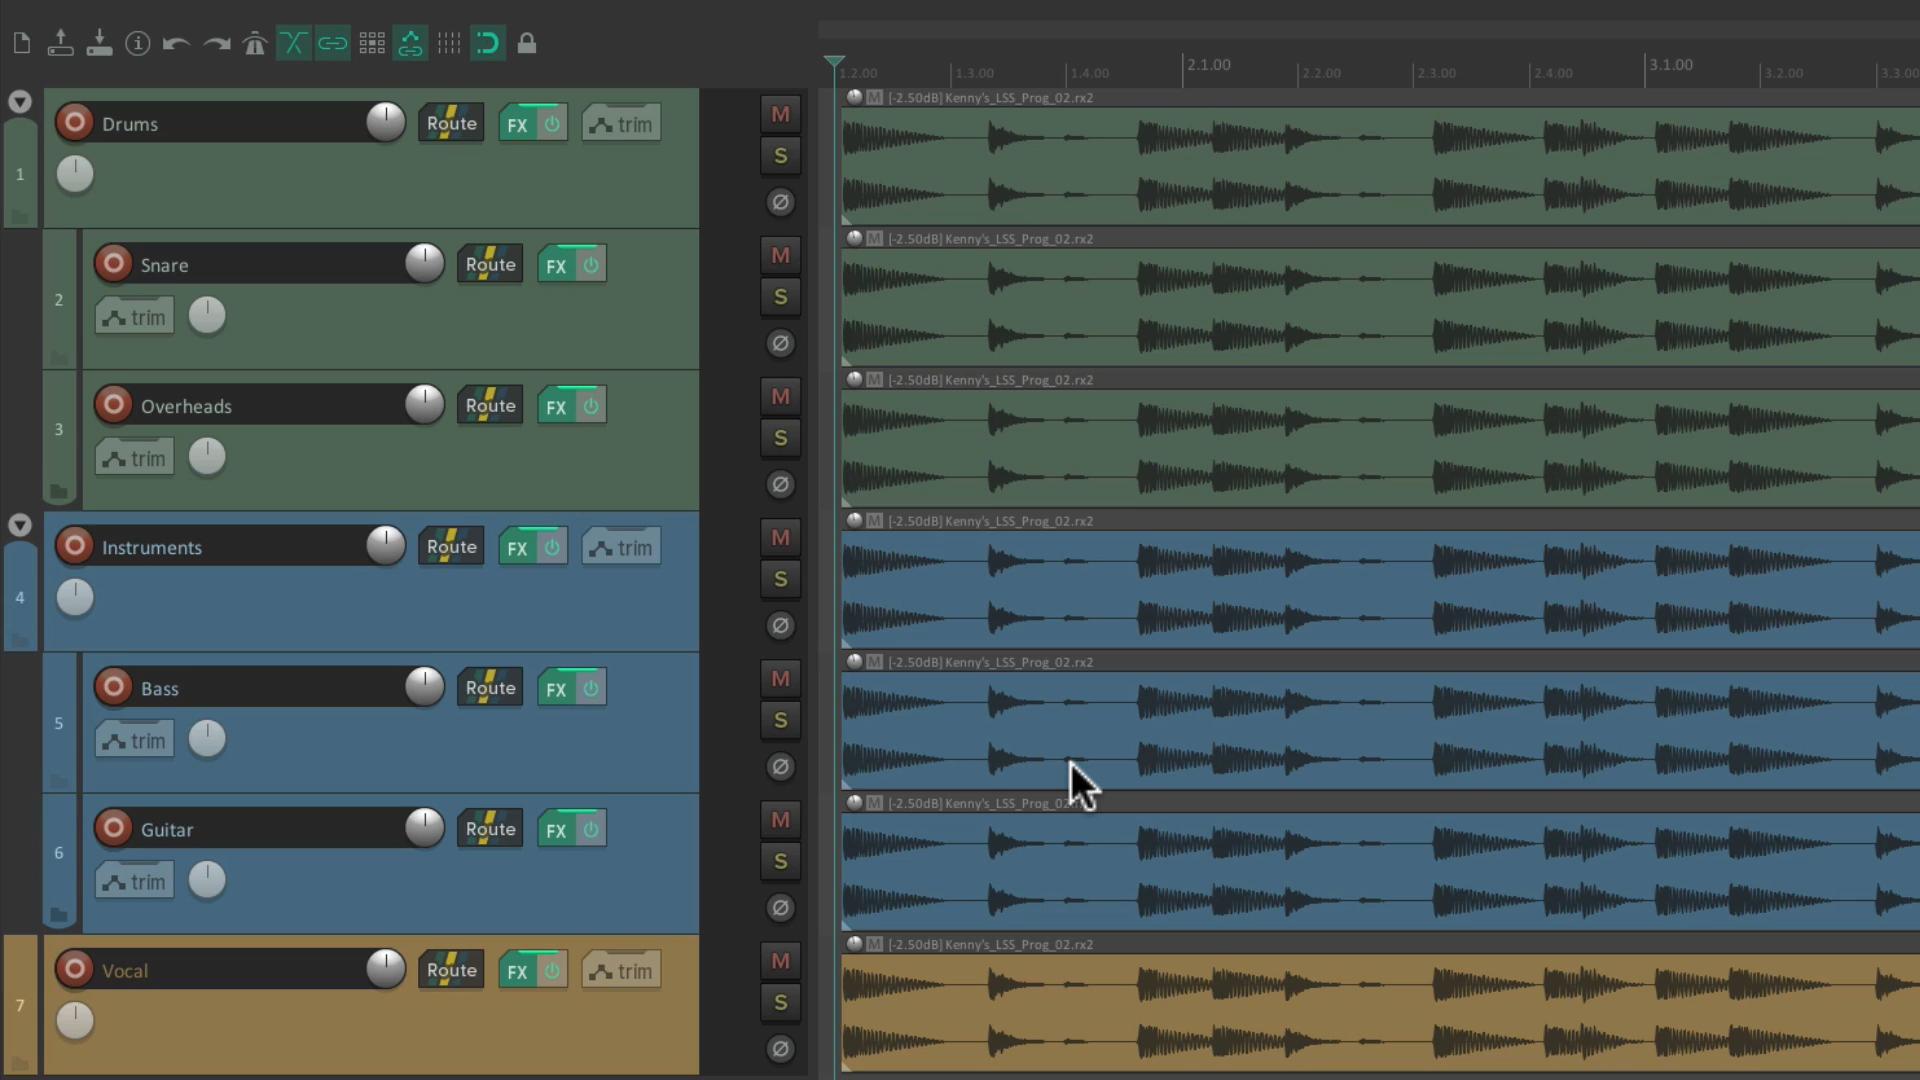 1.2.00 1.3.00 1.4.00 2.1.00 2.2.00 2.3.00 2.4.00 3.1.00 3.2.00 3.3.00
[-2.50dB] Kenny's_LSS_Prog_02.rx2
1 Drums Route FX trim M S Ø
[-2.50dB] Kenny's_LSS_Prog_02.rx2
2 Snare Route FX M S Ø
trim
[-2.50dB] Kenny's_LSS_Prog_02.rx2
3 Overheads Route FX M S Ø
trim
[-2.50dB] Kenny's_LSS_Prog_02.rx2
4 Instruments Route FX trim M S Ø
[-2.50dB] Kenny's_LSS_Prog_02.rx2
5 Bass Route FX M S Ø
trim
[-2.50dB] Kenny's_LSS_Prog_02.rx2
6 Guitar Route FX M S Ø
trim
[-2.50dB] Kenny's_LSS_Prog_02.rx2
7 Vocal Route FX trim M S Ø